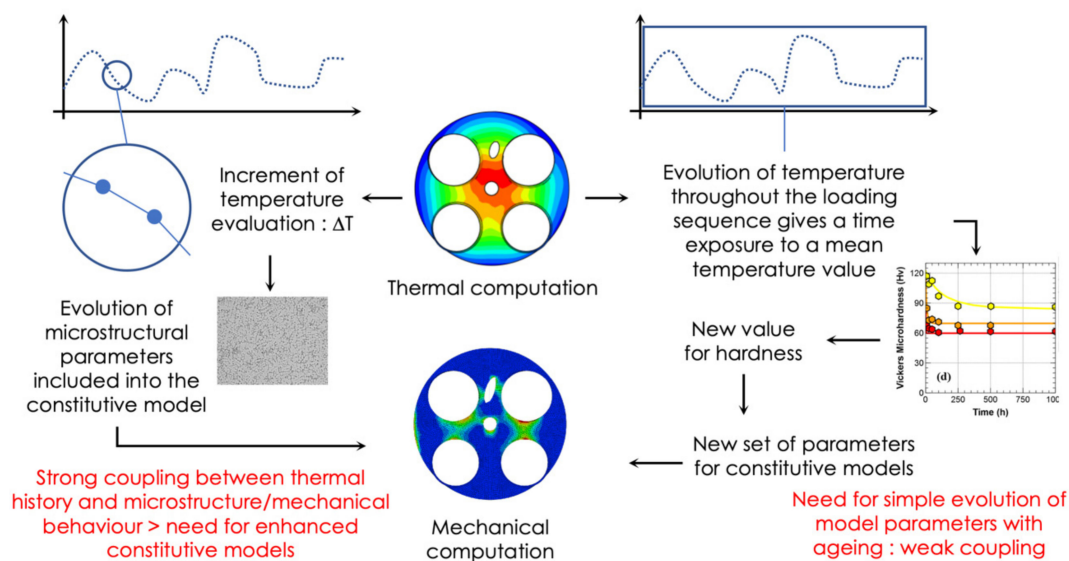 Increment of
temperature
evaluation : ΔT
Evolution of
microstructural
parameters
included into the
constitutive model
Strong coupling between thermal
history and microstructure/mechanical
behaviour > need for enhanced
constitutive models
Thermal computation
Mechanical
computation
Evolution of temperature
throughout the loading
sequence gives a time
exposure to a mean
temperature value
Vickers Microhardness (Hv)
120
90
60
30
0
(d)
0
250
500
750
100
Time (h)
New value
for hardness
New set of parameters
for constitutive models
Need for simple evolution of
model parameters with
ageing : weak coupling